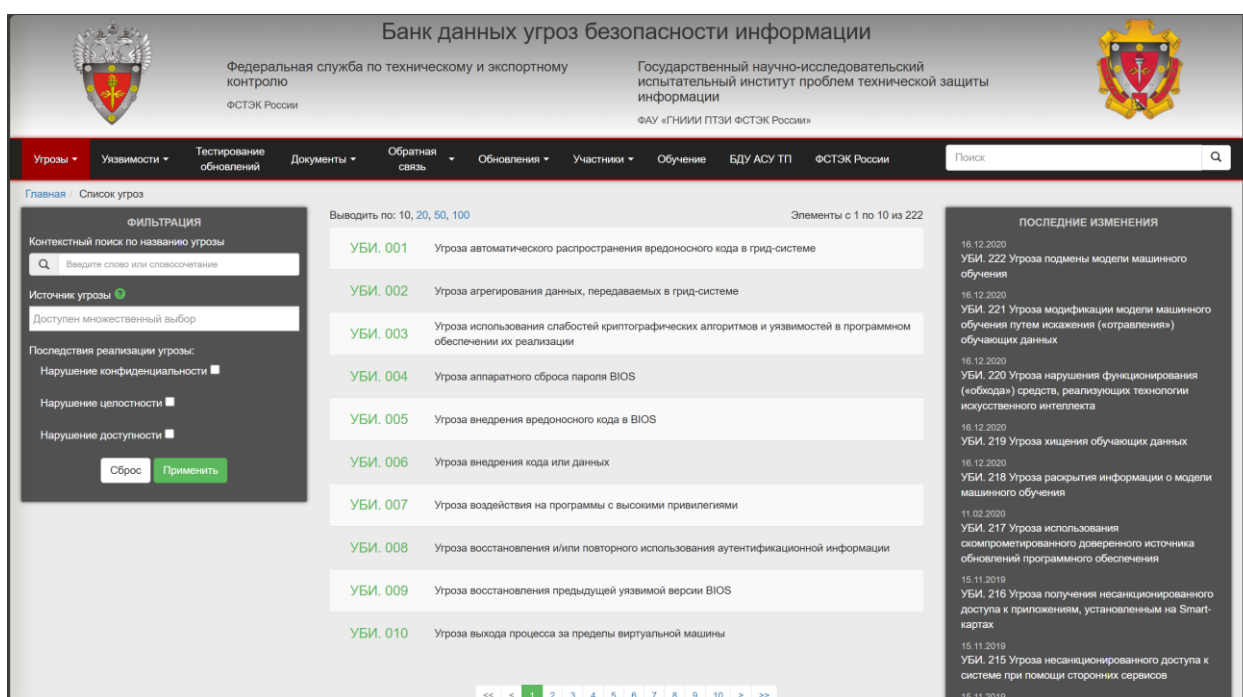 Банк данных угроз безопасности информации
Федеральная служба по техническому и экспортному
контролю
ФСТЭК России
Государственный научно-исследовательский
испытательный институт проблем технической защиты
информации
ФАУ «ГНИИИ ПТЗИ ФСТЭК России»
Угрозы
Уязвимости
Тестирование
обновлений
Документы
Обратная
связь
Обновления
Участники
Обучение
БДУ АСУ ТП
ФСТЭК России
Поиск
Главная / Список угроз
ФИЛЬТРАЦИЯ
Контекстный поиск по названию угрозы
Введите слово или словосочетание
Источник угрозы ?
Доступен множественный выбор
Последствия реализации угрозы:
Нарушение конфиденциальности
Нарушение целостности
Нарушение доступности
Сброс Применить
Выводить по: 10, 20, 50, 100 Элементы с 1 по 10 из 222
УБИ. 001 Угроза автоматического распространения вредоносного кода в грид-системе
УБИ. 002 Угроза агрегирования данных, передаваемых в грид-системе
УБИ. 003 Угроза использования слабостей криптографических алгоритмов и уязвимостей в программном
обеспечении их реализации
УБИ. 004 Угроза аппаратного сброса пароля BIOS
УБИ. 005 Угроза внедрения вредоносного кода в BIOS
УБИ. 006 Угроза внедрения кода или данных
УБИ. 007 Угроза воздействия на программы с высокими привилегиями
УБИ. 008 Угроза восстановления и/или повторного использования аутентификационной информации
УБИ. 009 Угроза восстановления предыдущей уязвимой версии BIOS
УБИ. 010 Угроза выхода процесса за пределы виртуальной машины
<< < 1 2 3 4 5 6 7 8 9 10 > >>
ПОСЛЕДНИЕ ИЗМЕНЕНИЯ
16.12.2020
УБИ. 222 Угроза подмены модели машинного
обучения
16.12.2020
УБИ. 221 Угроза модификации модели машинного
обучения путем искажения («отравления»)
обучающих данных
16.12.2020
УБИ. 220 Угроза нарушения функционирования
(«обхода») средств, реализующих технологии
искусственного интеллекта
16.12.2020
УБИ. 219 Угроза хищения обучающих данных
16.12.2020
УБИ. 218 Угроза раскрытия информации о модели
машинного обучения
11.02.2020
УБИ. 217 Угроза использования
скомпрометированного доверенного источника
обновлений программного обеспечения
15.11.2019
УБИ. 216 Угроза получения несанкционированного
доступа к приложениям, установленным на Smart-
картах
15.11.2019
УБИ. 215 Угроза несанкционированного доступа к
системе при помощи сторонних сервисов
15.11.2019